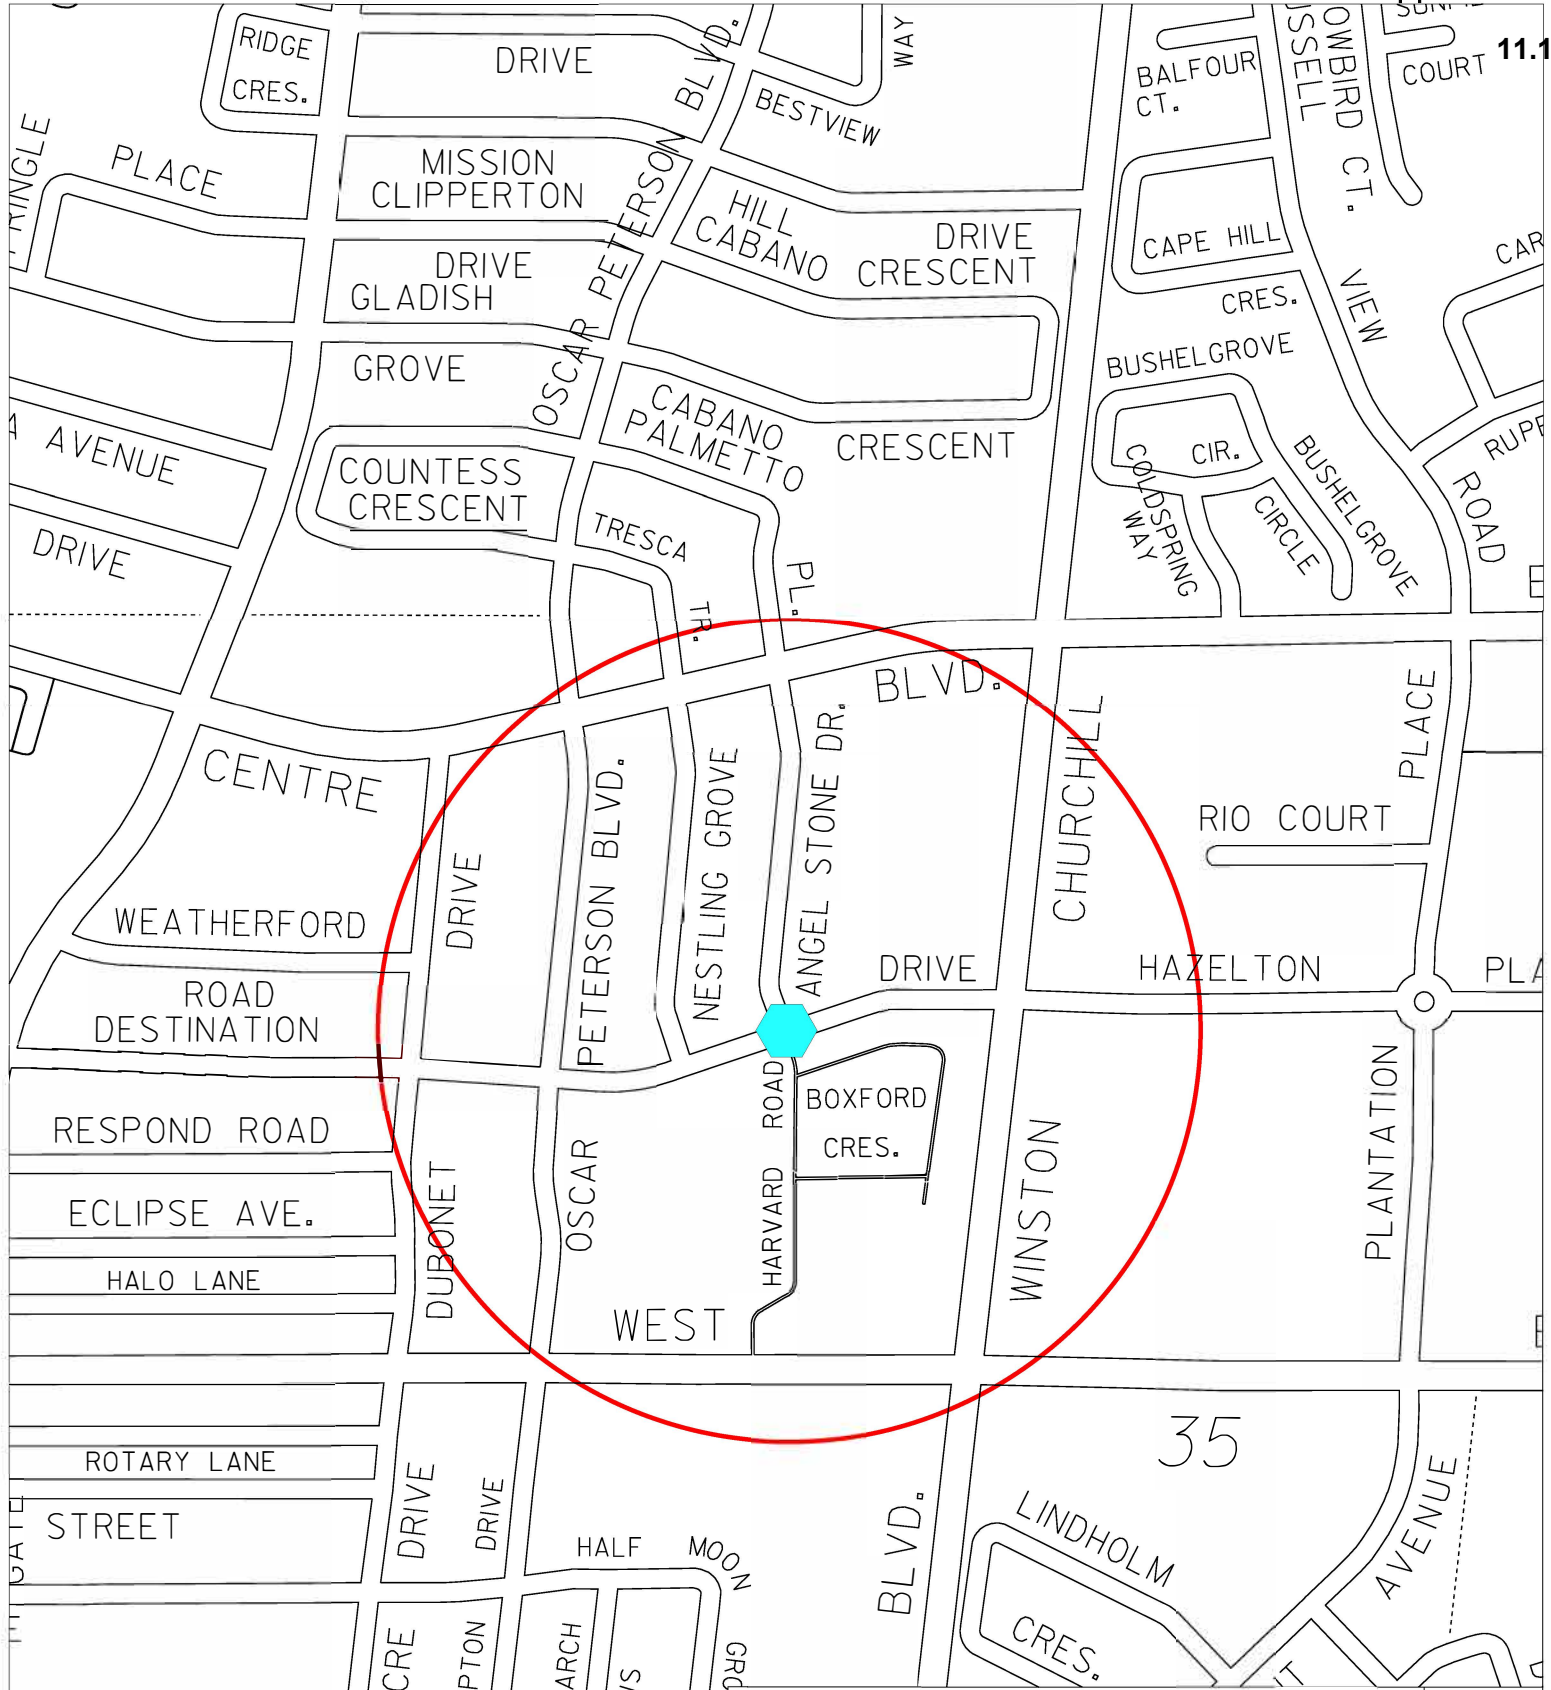 11.1
RIDGE
CRES.
DRIVE
BLVD.
WAY
BESTVIEW
BALFOUR
CT.
COURT
PLACE
MISSION
CLIPPERTON
OSCAR PETERSON
HILL
CABANO
DRIVE
CRESCENT
CAPE HILL
CRES.
VIEW
DRIVE
GLADISH
GROVE
CABANO
PALMETTO
CRESCENT
BUSHELGROVE
CIR.
COLDSPRING
WAY
BUSHELGROVE
CIRCLE
ROAD
AVENUE
COUNTESS
CRESCENT
TRESCA
TR.
PL.
DRIVE
CENTRE
BLVD.
PLACE
CHURCHILL
RIO COURT
PETERSON BLVD.
NESTLING GROVE
ANGEL STONE DR.
DRIVE
WEATHERFORD
ROAD
DESTINATION
DRIVE
HAZELTON
RESPOND ROAD
ECLIPSE AVE.
HALO LANE
DUBONET
OSCAR
HARVARD ROAD
BOXFORD
CRES.
WINSTON
PLANTATION
WEST
35
ROTARY LANE
STREET
DRIVE
DRIVE
HALF MOON
BLVD.
LINDHOLM
CRES.
AVENUE